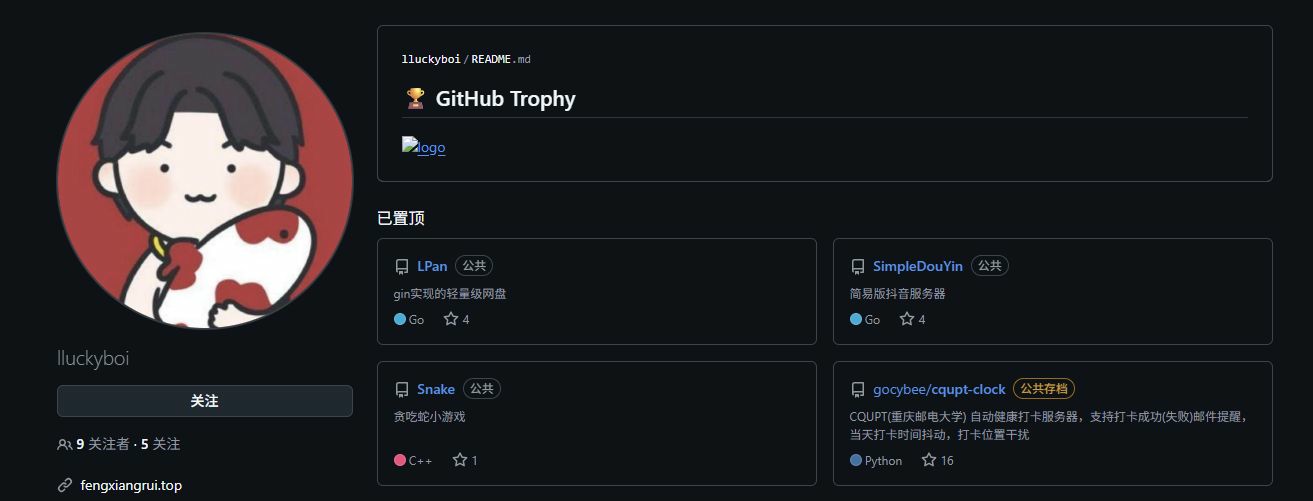 lluckyboi/README.md
🏆 GitHub Trophy
logo
已置顶
LPan 公共
gin实现的轻量级网盘
Go 4
SimpleDouYin 公共
简易版抖音服务器
Go 4
Snake 公共
贪吃蛇小游戏
C++ 1
gocybee/cqupt-clock 公共存档
CQUPT(重庆邮电大学) 自动健康打卡服务器，支持打卡成功(失败)邮件提醒，
当天打卡时间抖动，打卡位置干扰
Python 16
lluckyboi
关注
9 关注者 · 5 关注
fengxiangrui.top